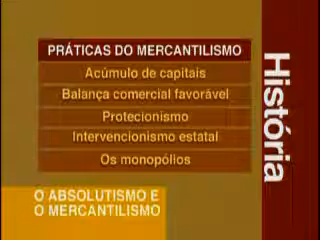 PRÁTICAS DO MERCANTILISMO
Acúmulo de capitais
Balança comercial favorável
Protecionismo
Intervencionismo estatal
Os monopólios
História
O ABSOLUTISMO E
O MERCANTILISMO